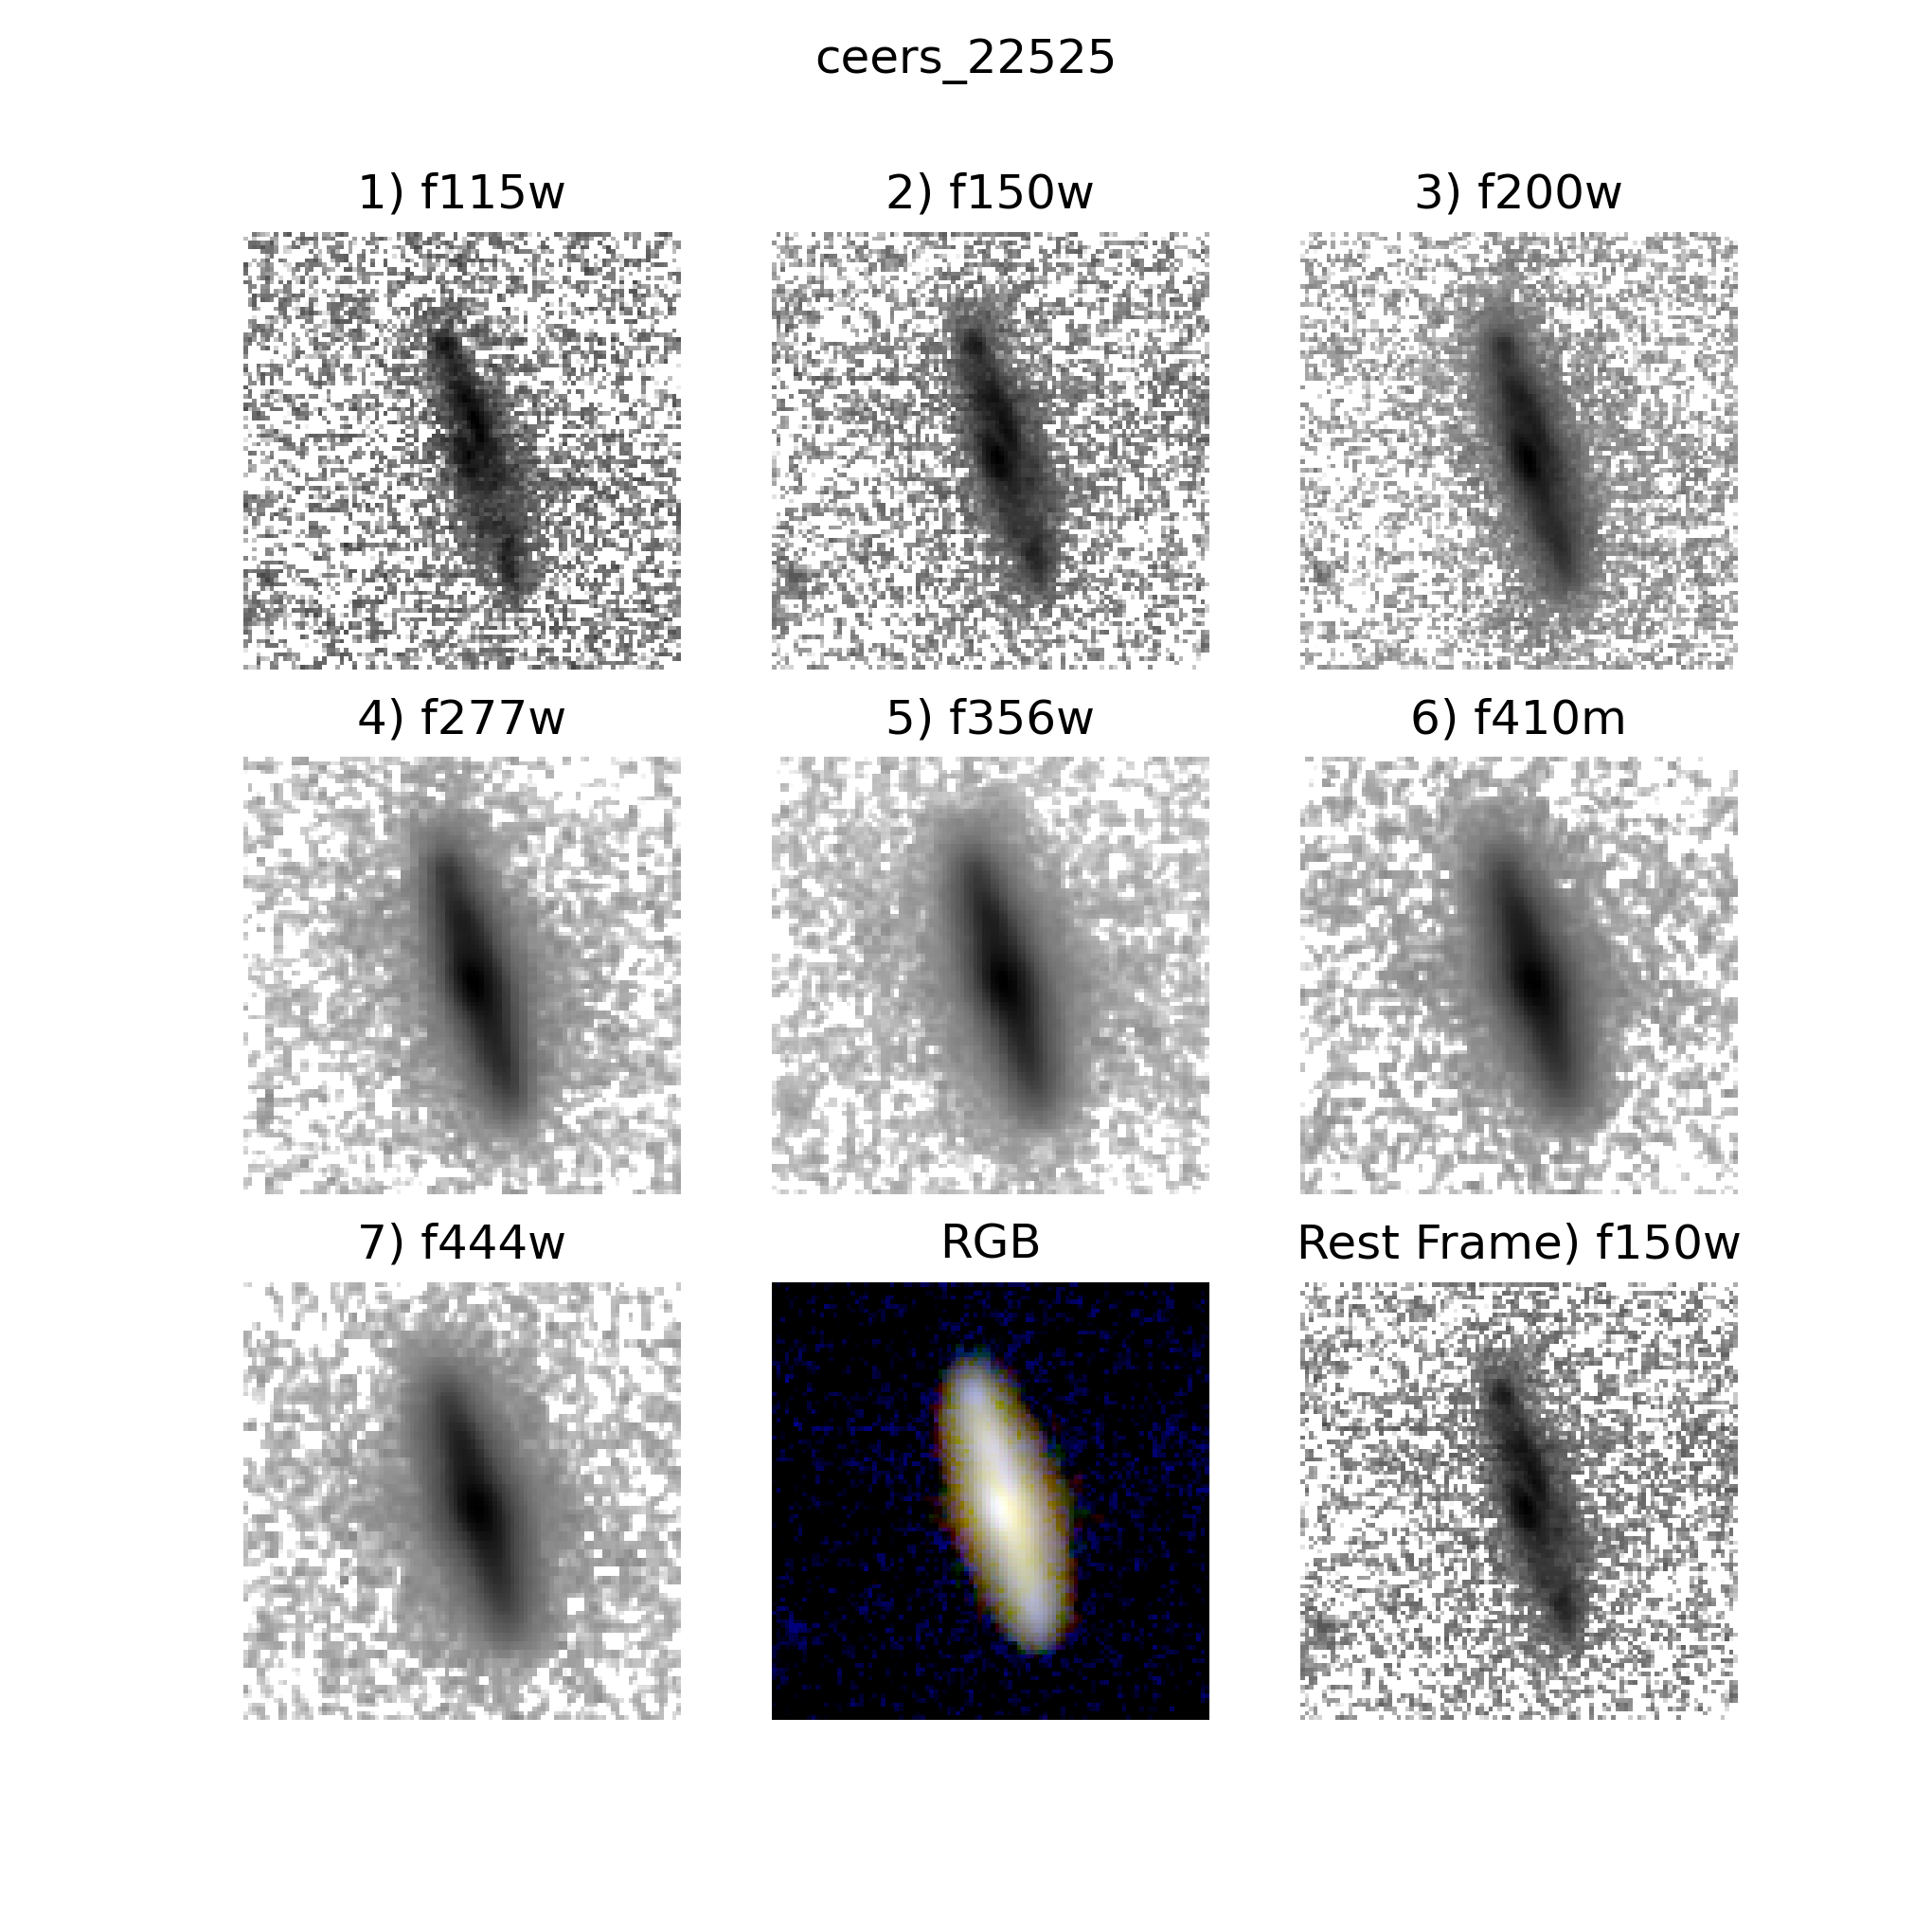 ceers_22525
1) f115w
2) f150w
3) f200w
4) f277w
5) f356w
6) f410m
7) f444w
RGB
Rest Frame) f150w